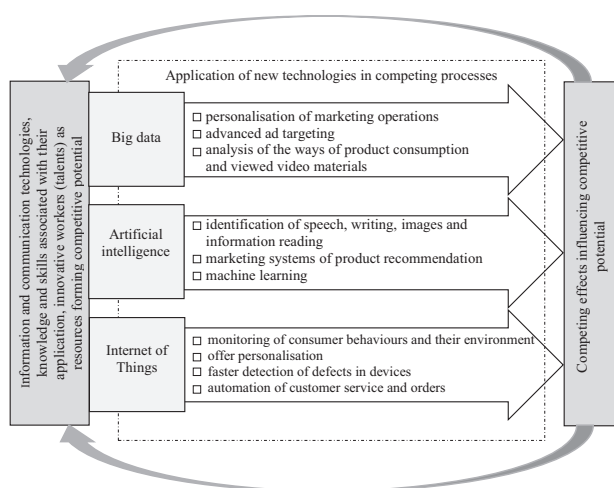 Application of new technologies in competing processes
Information and communication technologies,
knowledge and skills associated with their
application, innovative workers (talents) as
resources forming competitive potential
Big data
□ personalisation of marketing operations
□ advanced ad targeting
□ analysis of the ways of product consumption
and viewed video materials
Artificial
intelligence
□ identification of speech, writing, images and
information reading
□ marketing systems of product recommendation
□ machine learning
Internet of
Things
□ monitoring of consumer behaviours and their environment
□ offer personalisation
□ faster detection of defects in devices
□ automation of customer service and orders
Competing effects influencing competitive
potential